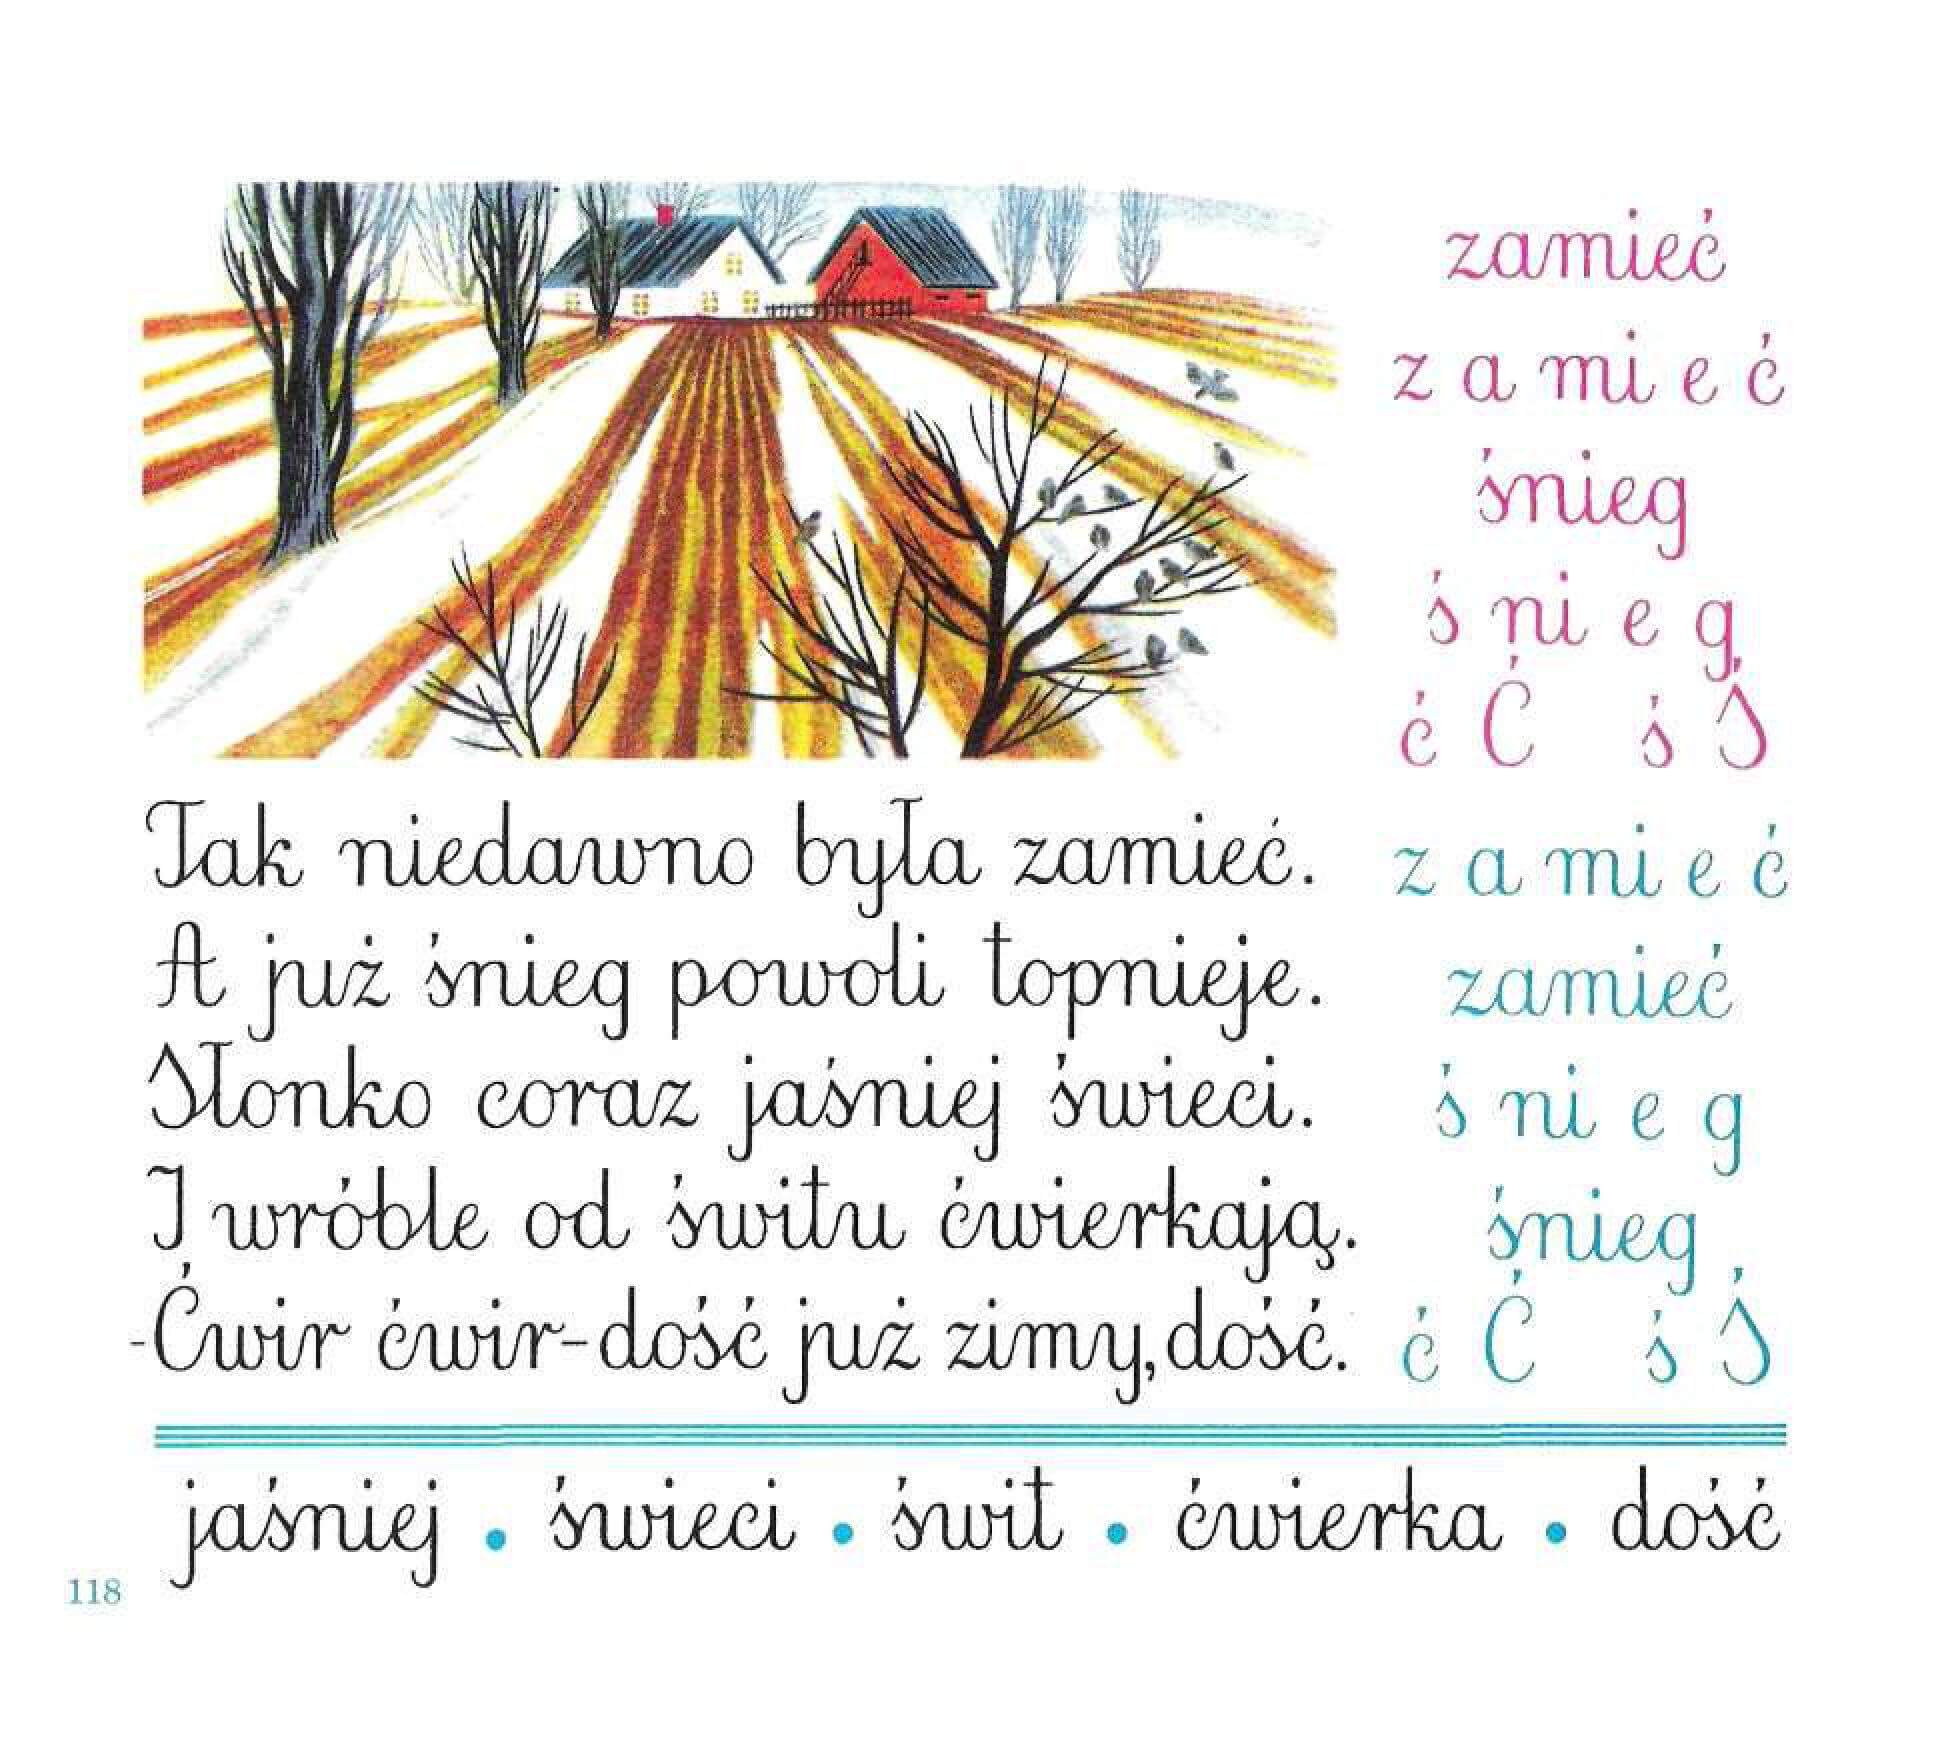 zamieć
z a mi e ć
śnieg
ś ni e g
ć Ć ś Ś
Tak niedawno była zamieć.
A już śnieg powoli topnieje.
Słonko coraz jaśniej świeci.
I wróble od świtu ćwierkają.
-Ćwir ćwir-dość już zimy, dość.
z a mi e ć
zamieć
ś ni e g
śnieg
ć Ć ś Ś
jaśniej • świeci • świt • ćwierka • dość
118